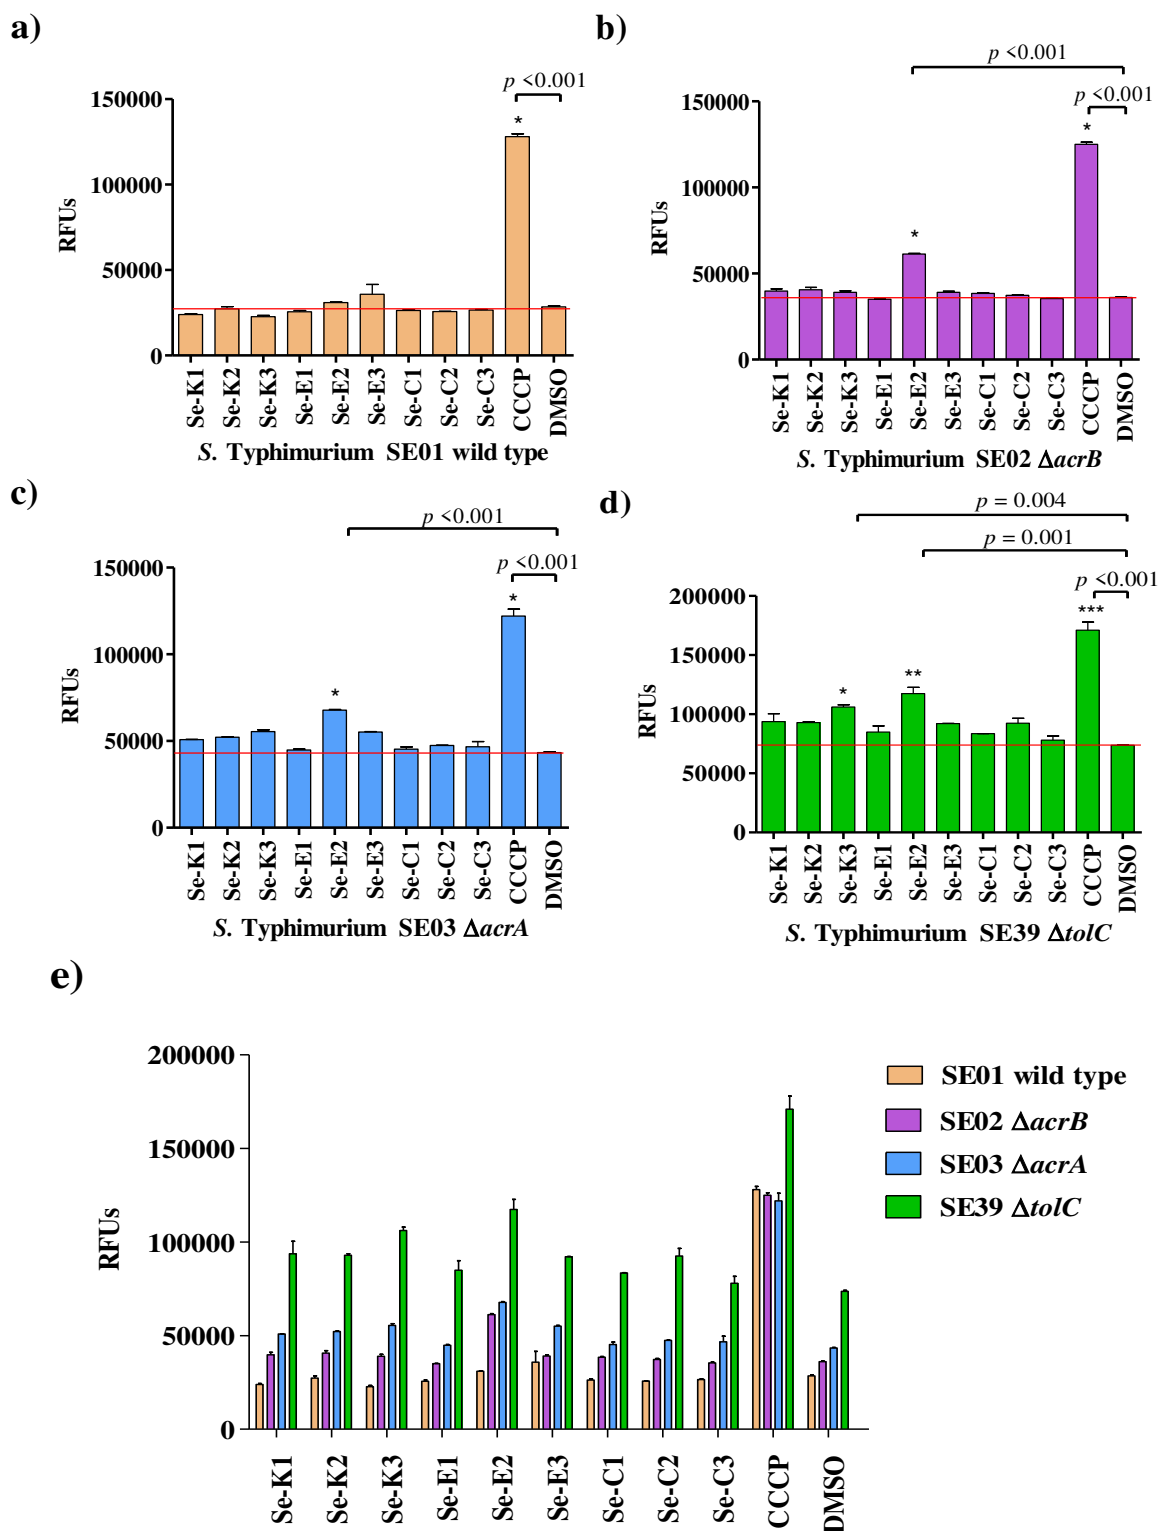 a)
p <0.001
150000
100000
50000
0
RFUs
*
Se-K1
Se-K2
Se-K3
Se-E1
Se-E2
Se-E3
Se-C1
Se-C2
Se-C3
CCCP
DMSO
S. Typhimurium SE01 wild type
b)
p <0.001
p <0.001
150000
100000
50000
0
RFUs
*
*
Se-K1
Se-K2
Se-K3
Se-E1
Se-E2
Se-E3
Se-C1
Se-C2
Se-C3
CCCP
DMSO
S. Typhimurium SE02 ΔacrB
c)
p <0.001
p <0.001
150000
100000
50000
0
RFUs
*
*
Se-K1
Se-K2
Se-K3
Se-E1
Se-E2
Se-E3
Se-C1
Se-C2
Se-C3
CCCP
DMSO
S. Typhimurium SE03 ΔacrA
d)
p = 0.004
p = 0.001
p <0.001
200000
150000
100000
50000
0
RFUs
*
**
***
Se-K1
Se-K2
Se-K3
Se-E1
Se-E2
Se-E3
Se-C1
Se-C2
Se-C3
CCCP
DMSO
S. Typhimurium SE39 ΔtolC
e)
200000
150000
100000
50000
0
RFUs
Se-K1
Se-K2
Se-K3
Se-E1
Se-E2
Se-E3
Se-C1
Se-C2
Se-C3
CCCP
DMSO
SE01 wild type
SE02 ΔacrB
SE03 ΔacrA
SE39 ΔtolC